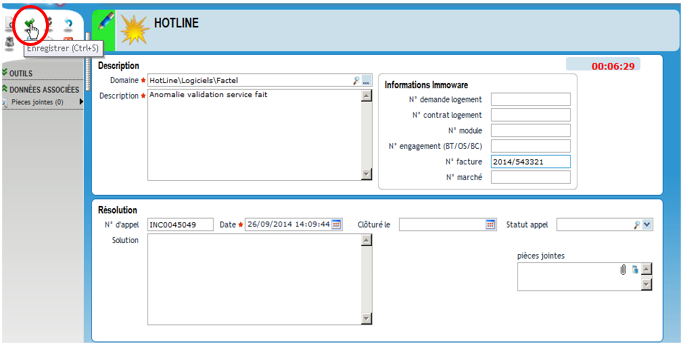 HOTLINE
Enregistrer (Ctrl+S)
OUTILS
DONNÉES ASSOCIÉES
Pieces jointes (0)
Description
00:06:29
Domaine HotLine\Logiciels\Factel
Description Anomalie validation service fait
Informations Immoware
N° demande logement
N° contrat logement
N° module
N° engagement (BT/OS/BC)
N° facture 2014/543321
N° marché
Résolution
N° d'appel INC0045049 Date 26/09/2014 14:09:44 Clôturé le Statut appel
Solution
pièces jointes